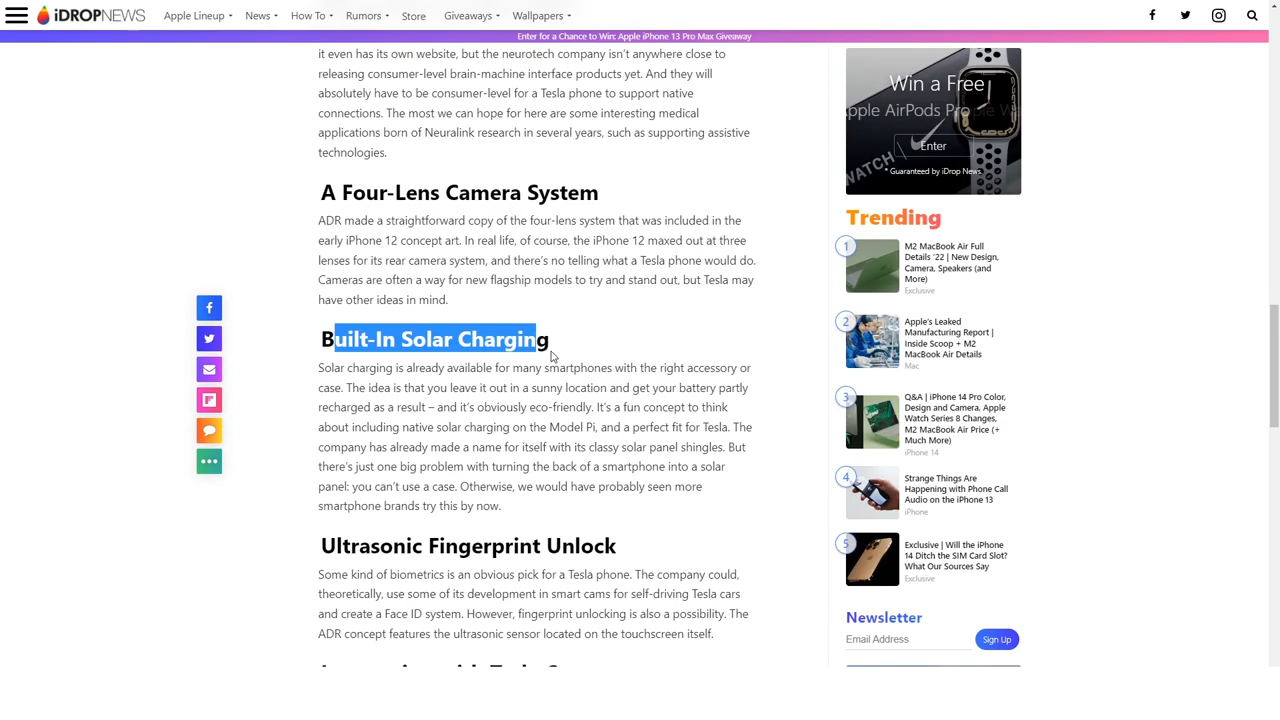 iDROPNEWS
Apple Lineup
News
How To
Rumors
Store
Giveaways
Wallpapers
Enter for a Chance to Win: Apple iPhone 13 Pro Max Giveaway
it even has its own website, but the neurotech company isn't anywhere close to
releasing consumer-level brain-machine interface products yet. And they will
absolutely have to be consumer-level for a Tesla phone to support native
connections. The most we can hope for here are some interesting medical
applications born of Neuralink research in several years, such as supporting assistive
technologies.
A Four-Lens Camera System
ADR made a straightforward copy of the four-lens system that was included in the
early iPhone 12 concept art. In real life, of course, the iPhone 12 maxed out at three
lenses for its rear camera system, and there's no telling what a Tesla phone would do.
Cameras are often a way for new flagship models to try and stand out, but Tesla may
have other ideas in mind.
Built-In Solar Charging
Solar charging is already available for many smartphones with the right accessory or
case. The idea is that you leave it out in a sunny location and get your battery partly
recharged as a result – and it's obviously eco-friendly. It's a fun concept to think
about including native solar charging on the Model Pi, and a perfect fit for Tesla. The
company has already made a name for itself with its classy solar panel shingles. But
there's just one big problem with turning the back of a smartphone into a solar
panel: you can't use a case. Otherwise, we would have probably seen more
smartphone brands try this by now.
Ultrasonic Fingerprint Unlock
Some kind of biometrics is an obvious pick for a Tesla phone. The company could,
theoretically, use some of its development in smart cams for self-driving Tesla cars
and create a Face ID system. However, fingerprint unlocking is also a possibility. The
ADR concept features the ultrasonic sensor located on the touchscreen itself.
Win a Free
Apple AirPods Pro
Enter
WATCH
* Guaranteed by iDrop News.
Trending
1
M2 MacBook Air Full
Details '22 | New Design,
Camera, Speakers (and
More)
Exclusive
2
Apple's Leaked
Manufacturing Report |
Inside Scoop + M2
MacBook Air Details
Mac
3
Q&A | iPhone 14 Pro Color,
Design and Camera, Apple
Watch Series 8 Changes,
M2 MacBook Air Price (+
Much More)
iPhone 14
4
Strange Things Are
Happening with Phone Call
Audio on the iPhone 13
iPhone
5
Exclusive | Will the iPhone
14 Ditch the SIM Card Slot?
What Our Sources Say
Exclusive
Newsletter
Email Address
Sign Up